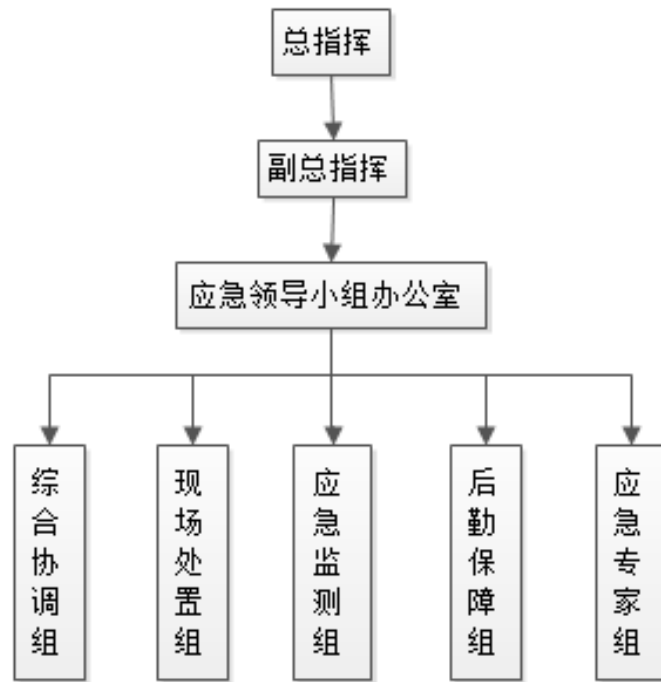 总指挥
副总指挥
应急领导小组办公室
综合协调组
现场处置组
应急监测组
后勤保障组
应急专家组